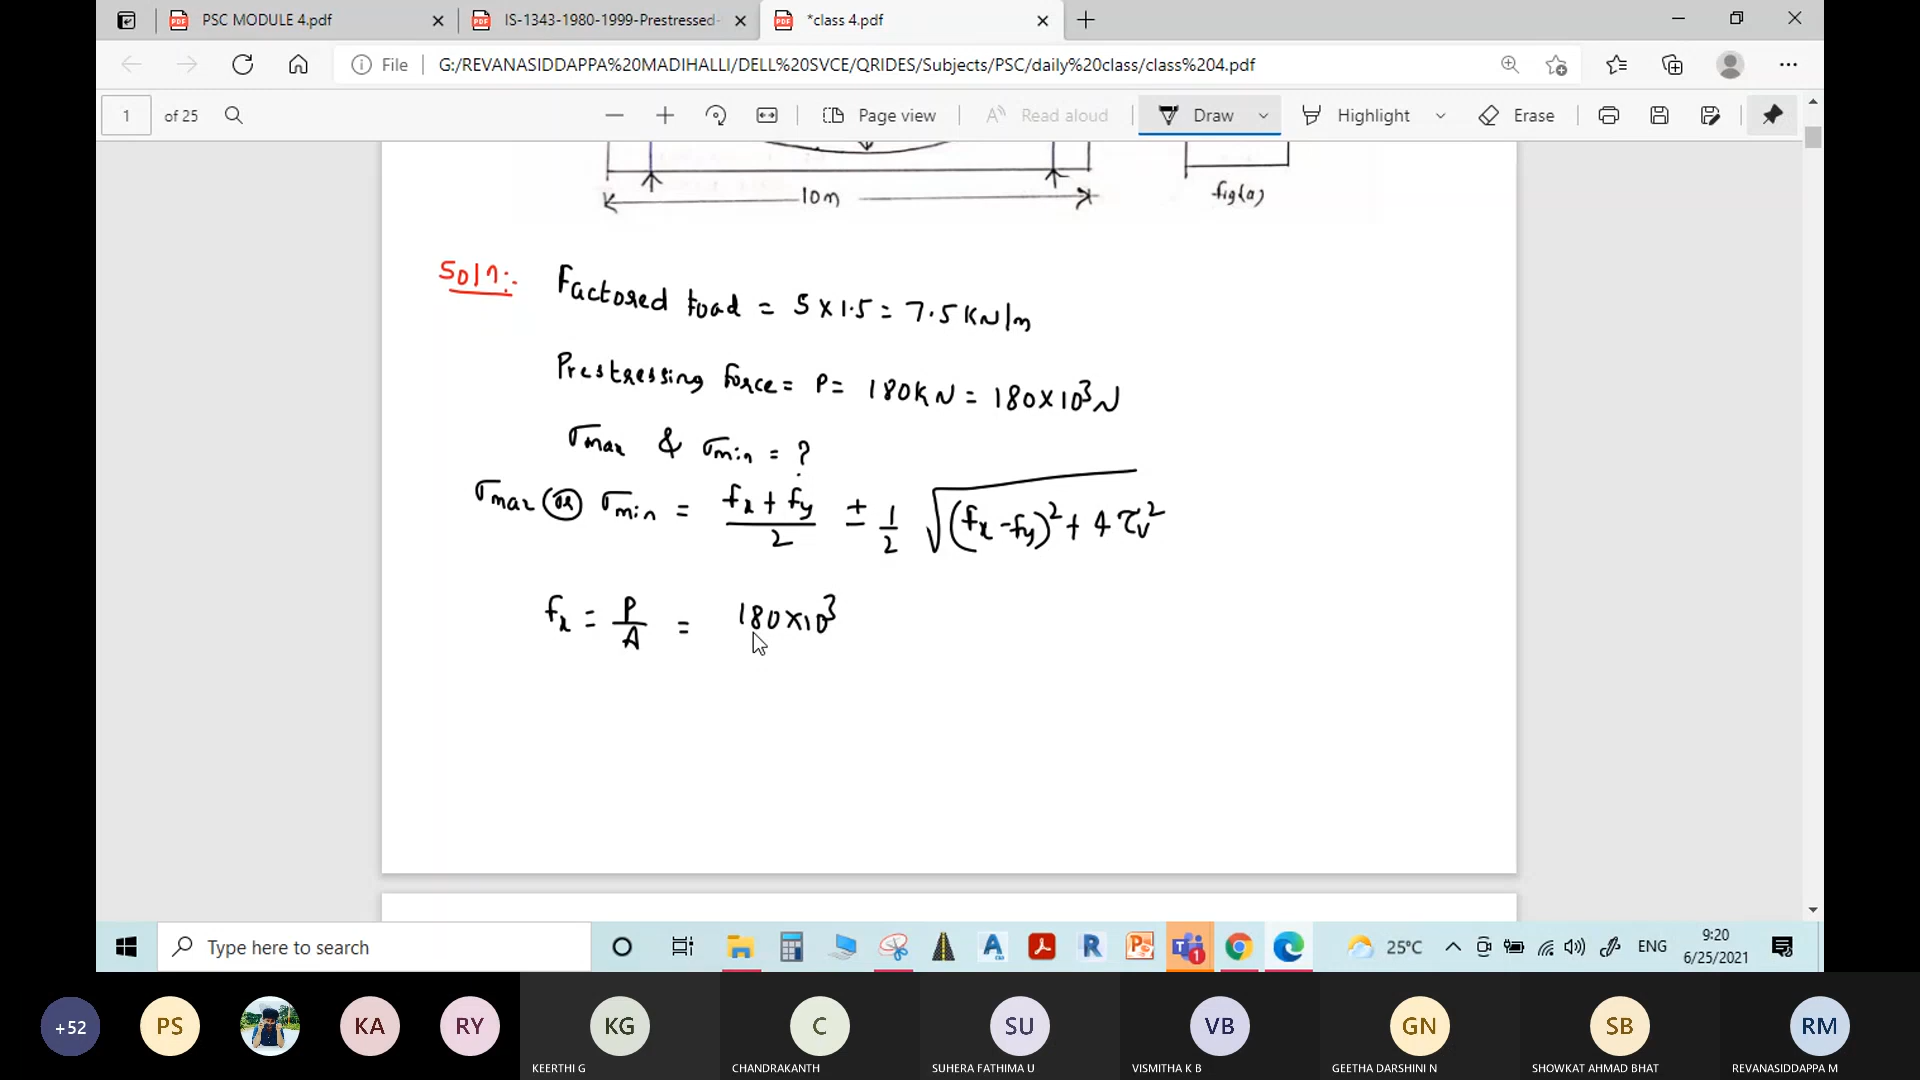 PSC MODULE 4.pdf
IS-1343-1980-1999-Prestressed-
*class 4.pdf
File
G:/REVANASIDDAPPA%20MADIHALLI/DELL%20SVCE/QRIDES/Subjects/PSC/daily%20class/class%204.pdf
1 of 25
Page view
Read aloud
Draw
Highlight
Erase
10m
fig(a)
Soln:-
Factored load = 5 X 1.5 = 7.5 KN/m
Prestressing force = P = 180KN = 180X10³N
σmax & σmin = ?
σmax (or) σmin = (fx + fy)/2 ± 1/2 √((fx - fy)² + 4 τv²)
fx = P/A = 180X10³
Type here to search
25°C
ENG
9:20
6/25/2021
+52
PS
KA
RY
KG
C
SU
VB
GN
SB
RM
KEERTHI G
CHANDRAKANTH
SUHERA FATHIMA U
VISMITHA K B
GEETHA DARSHINI N
SHOWKAT AHMAD BHAT
REVANASIDDAPPA M